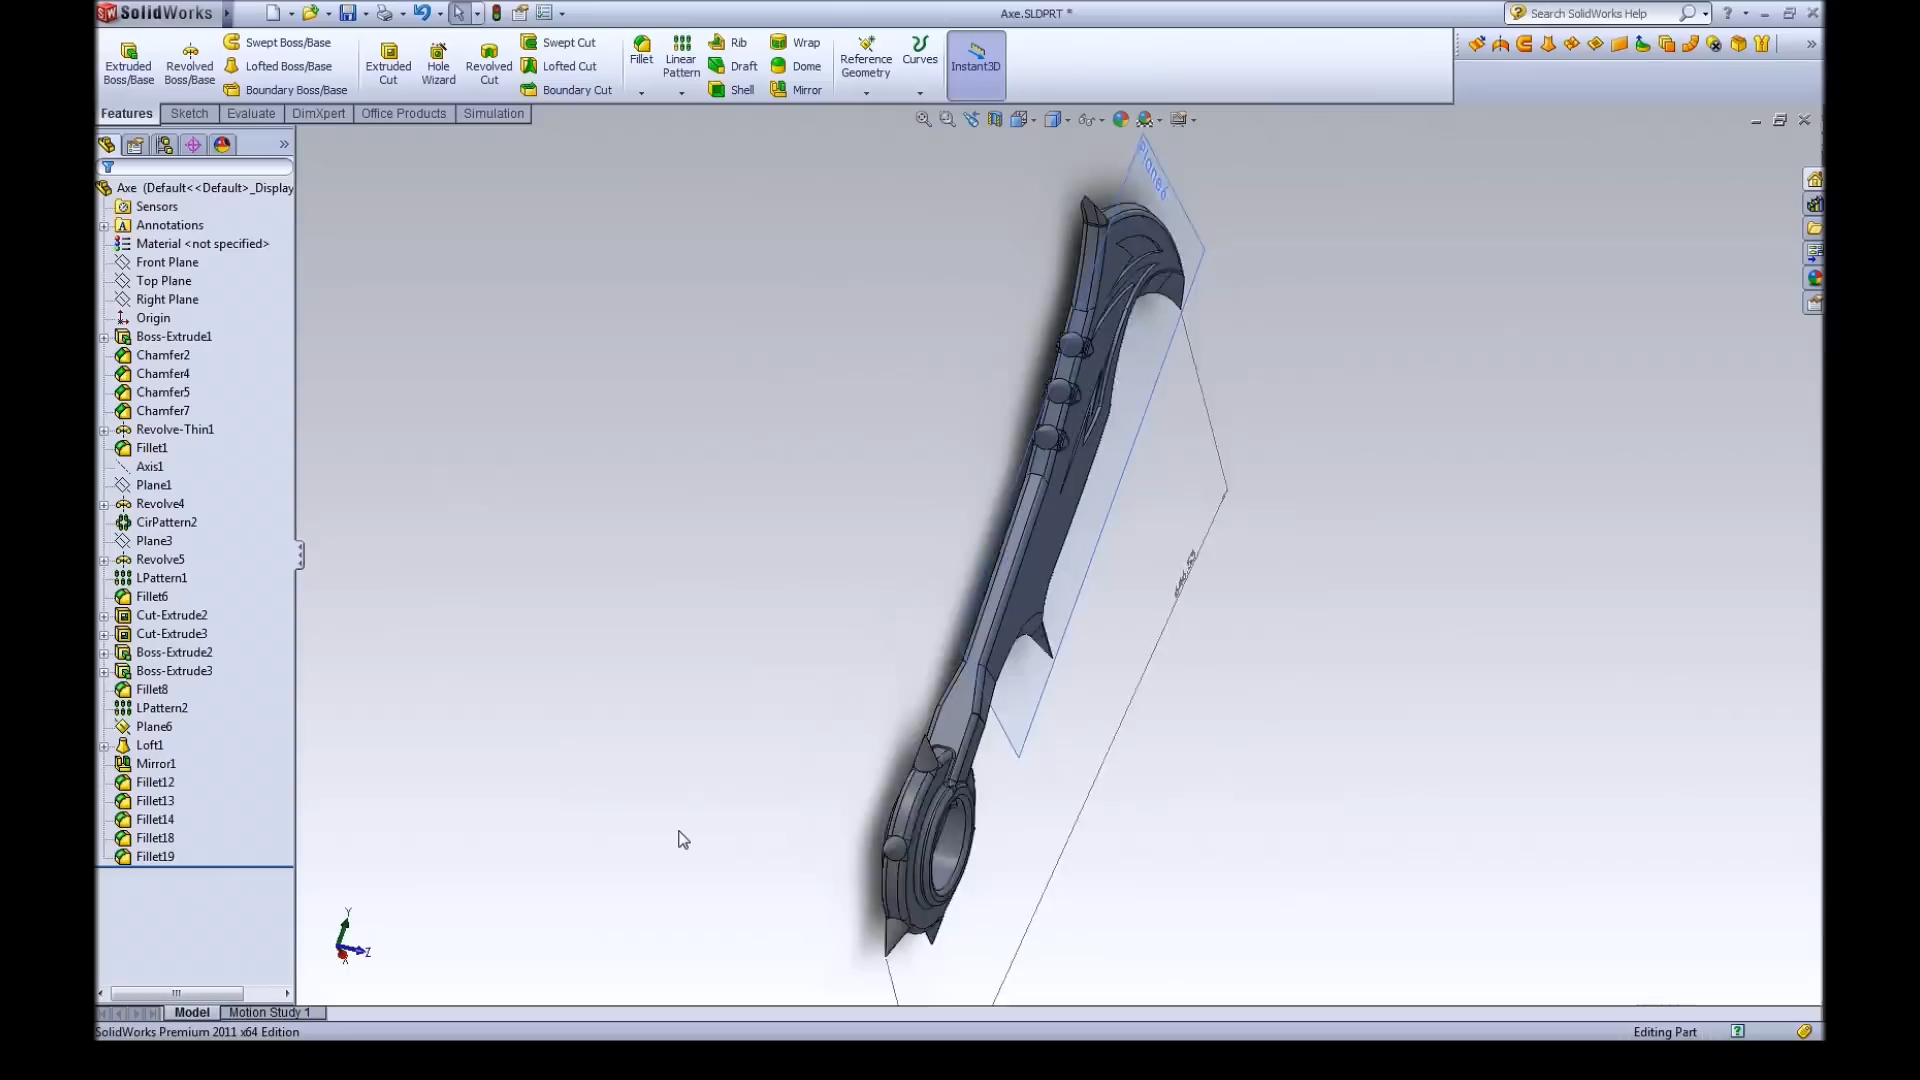 SolidWorks
Axe.SLDPRT *
Search SolidWorks Help
Extruded Boss/Base
Revolved Boss/Base
Swept Boss/Base
Lofted Boss/Base
Boundary Boss/Base
Extruded Cut
Hole Wizard
Revolved Cut
Swept Cut
Lofted Cut
Boundary Cut
Fillet
Linear Pattern
Rib
Draft
Shell
Wrap
Dome
Mirror
Reference Geometry
Curves
Instant3D
Features
Sketch
Evaluate
DimXpert
Office Products
Simulation
Axe (Default<<Default>_Display
Sensors
Annotations
Material <not specified>
Front Plane
Top Plane
Right Plane
Origin
Boss-Extrude1
Chamfer2
Chamfer4
Chamfer5
Chamfer7
Revolve-Thin1
Fillet1
Axis1
Plane1
Revolve4
CirPattern2
Plane3
Revolve5
LPattern1
Fillet6
Cut-Extrude2
Cut-Extrude3
Boss-Extrude2
Boss-Extrude3
Fillet8
LPattern2
Plane6
Loft1
Mirror1
Fillet12
Fillet13
Fillet14
Fillet18
Fillet19
Plane6
Y
Z
X
Model
Motion Study 1
SolidWorks Premium 2011 x64 Edition
Editing Part